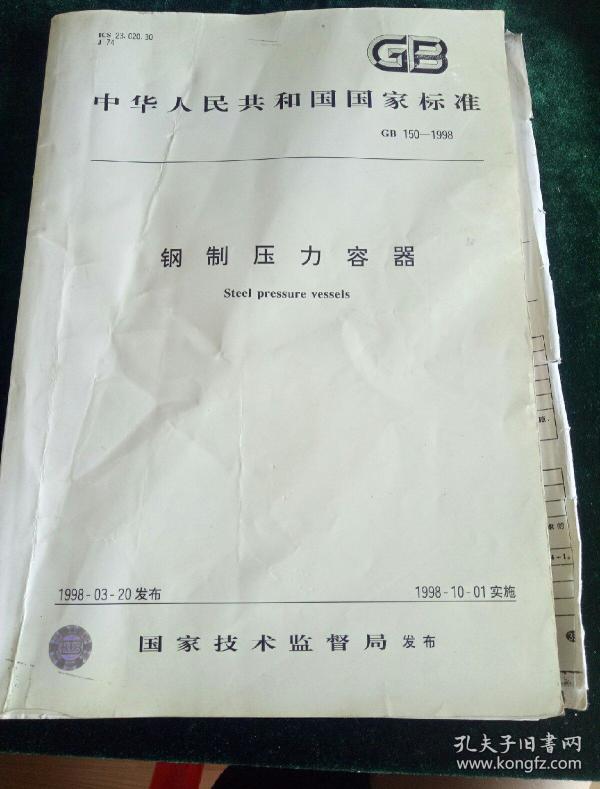 ICS 23.020.30
J 74
GB
中华人民共和国国家标准
GB 150—1998
钢制压力容器
Steel pressure vessels
1998-03-20发布
1998-10-01实施
国家技术监督局 发布
孔夫子旧书网
www.kongfz.com